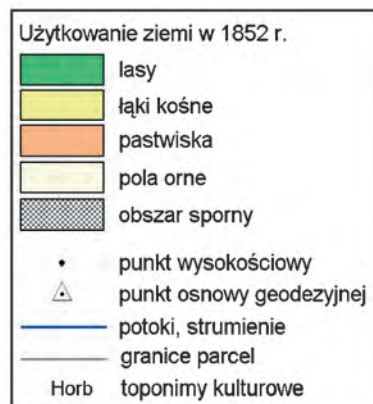 Użytkowanie ziemi w 1852 r.
lasy
łąki kośne
pastwiska
pola orne
obszar sporny
punkt wysokościowy
punkt osnowy geodezyjnej
potoki, strumienie
granice parcel
Horb toponimy kulturowe